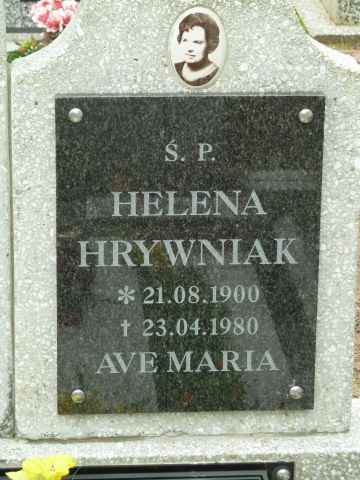 Ś. P.
HELENA
HRYWNIAK
* 21.08.1900
† 23.04.1980
AVE MARIA